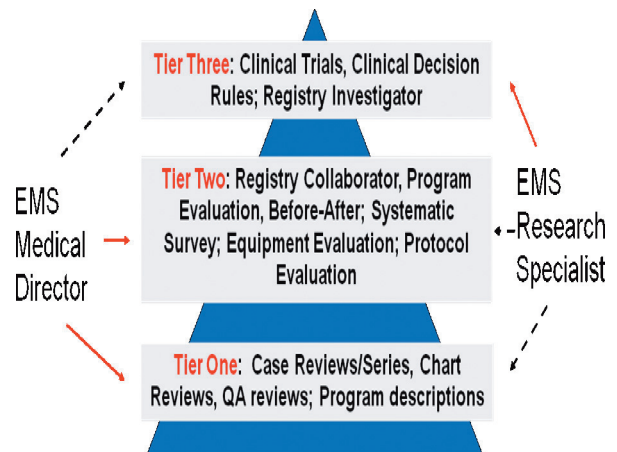 Tier Three: Clinical Trials, Clinical Decision
Rules; Registry Investigator
Tier Two: Registry Collaborator, Program
Evaluation, Before-After; Systematic
Survey; Equipment Evaluation; Protocol
Evaluation
Tier One: Case Reviews/Series, Chart
Reviews, QA reviews; Program descriptions
EMS
Medical
Director
EMS
Research
Specialist